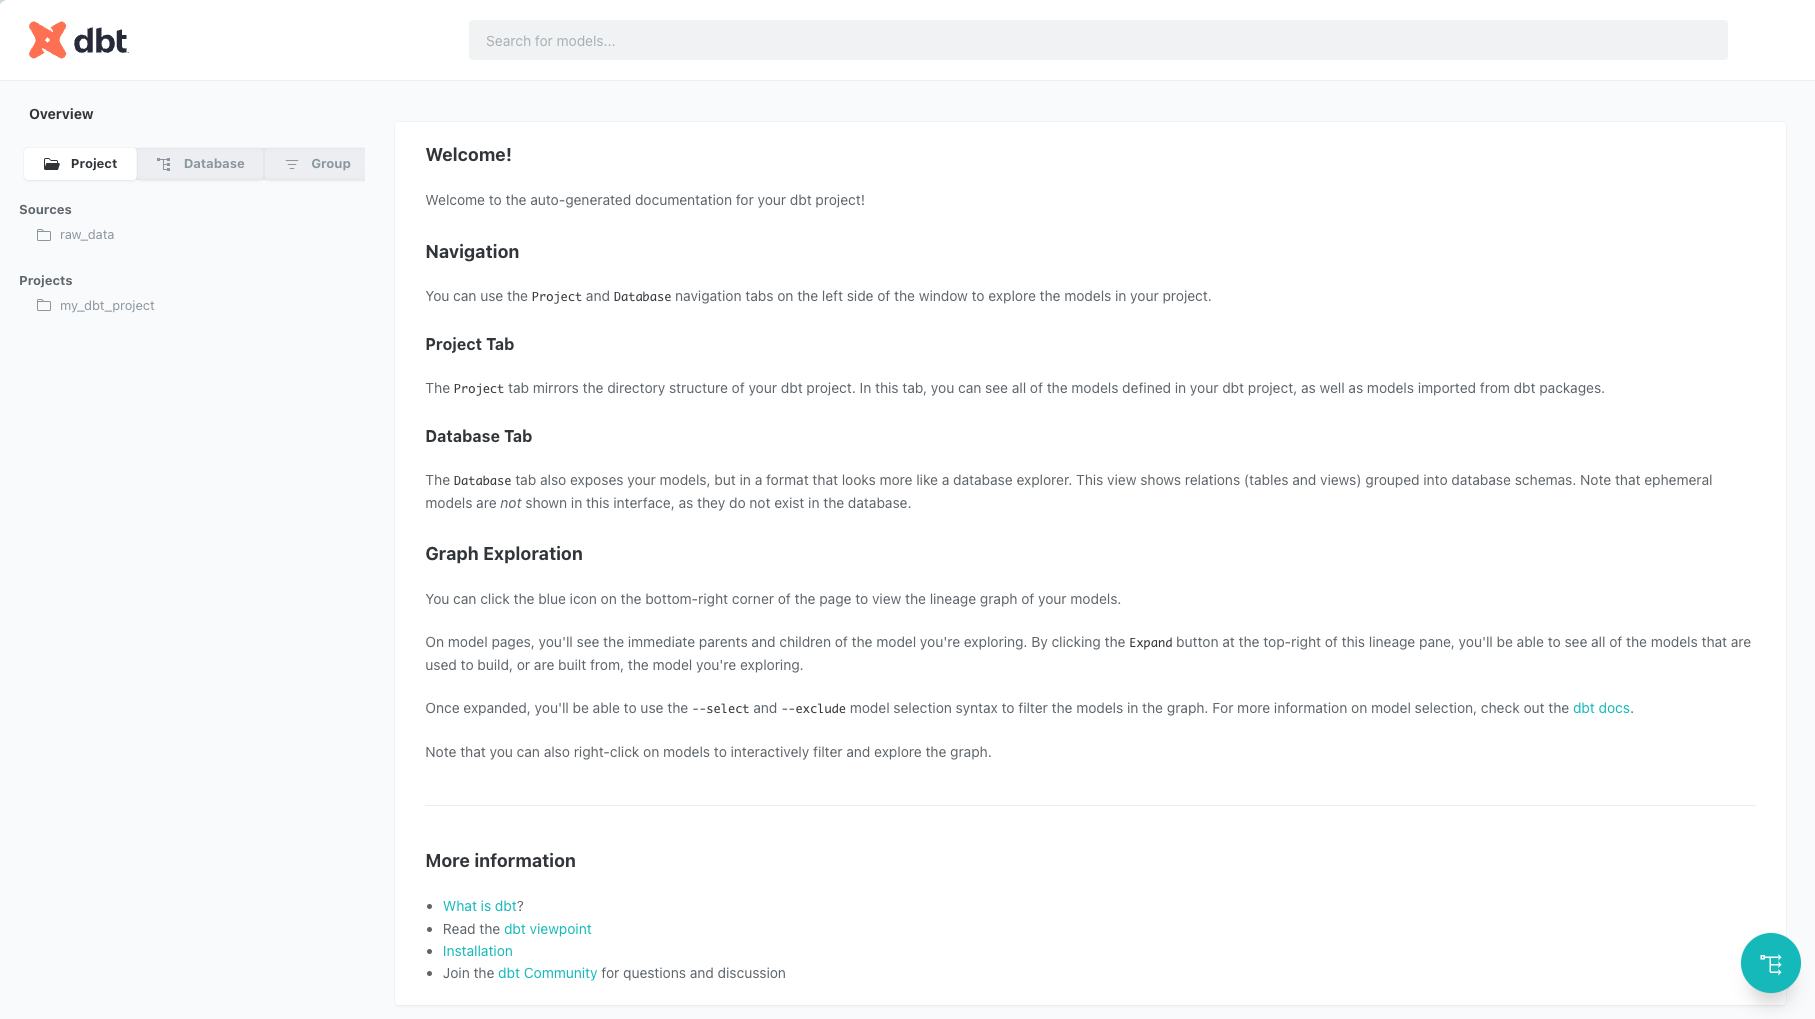 dbt
Search for models...
Overview
Project
Database
Group
Sources
raw_data
Projects
my_dbt_project
Welcome!
Welcome to the auto-generated documentation for your dbt project!
Navigation
You can use the Project and Database navigation tabs on the left side of the window to explore the models in your project.
Project Tab
The Project tab mirrors the directory structure of your dbt project. In this tab, you can see all of the models defined in your dbt project, as well as models imported from dbt packages.
Database Tab
The Database tab also exposes your models, but in a format that looks more like a database explorer. This view shows relations (tables and views) grouped into database schemas. Note that ephemeral
models are not shown in this interface, as they do not exist in the database.
Graph Exploration
You can click the blue icon on the bottom-right corner of the page to view the lineage graph of your models.
On model pages, you'll see the immediate parents and children of the model you're exploring. By clicking the Expand button at the top-right of this lineage pane, you'll be able to see all of the models that are
used to build, or are built from, the model you're exploring.
Once expanded, you'll be able to use the --select and --exclude model selection syntax to filter the models in the graph. For more information on model selection, check out the dbt docs.
Note that you can also right-click on models to interactively filter and explore the graph.
More information
• What is dbt?
• Read the dbt viewpoint
• Installation
• Join the dbt Community for questions and discussion